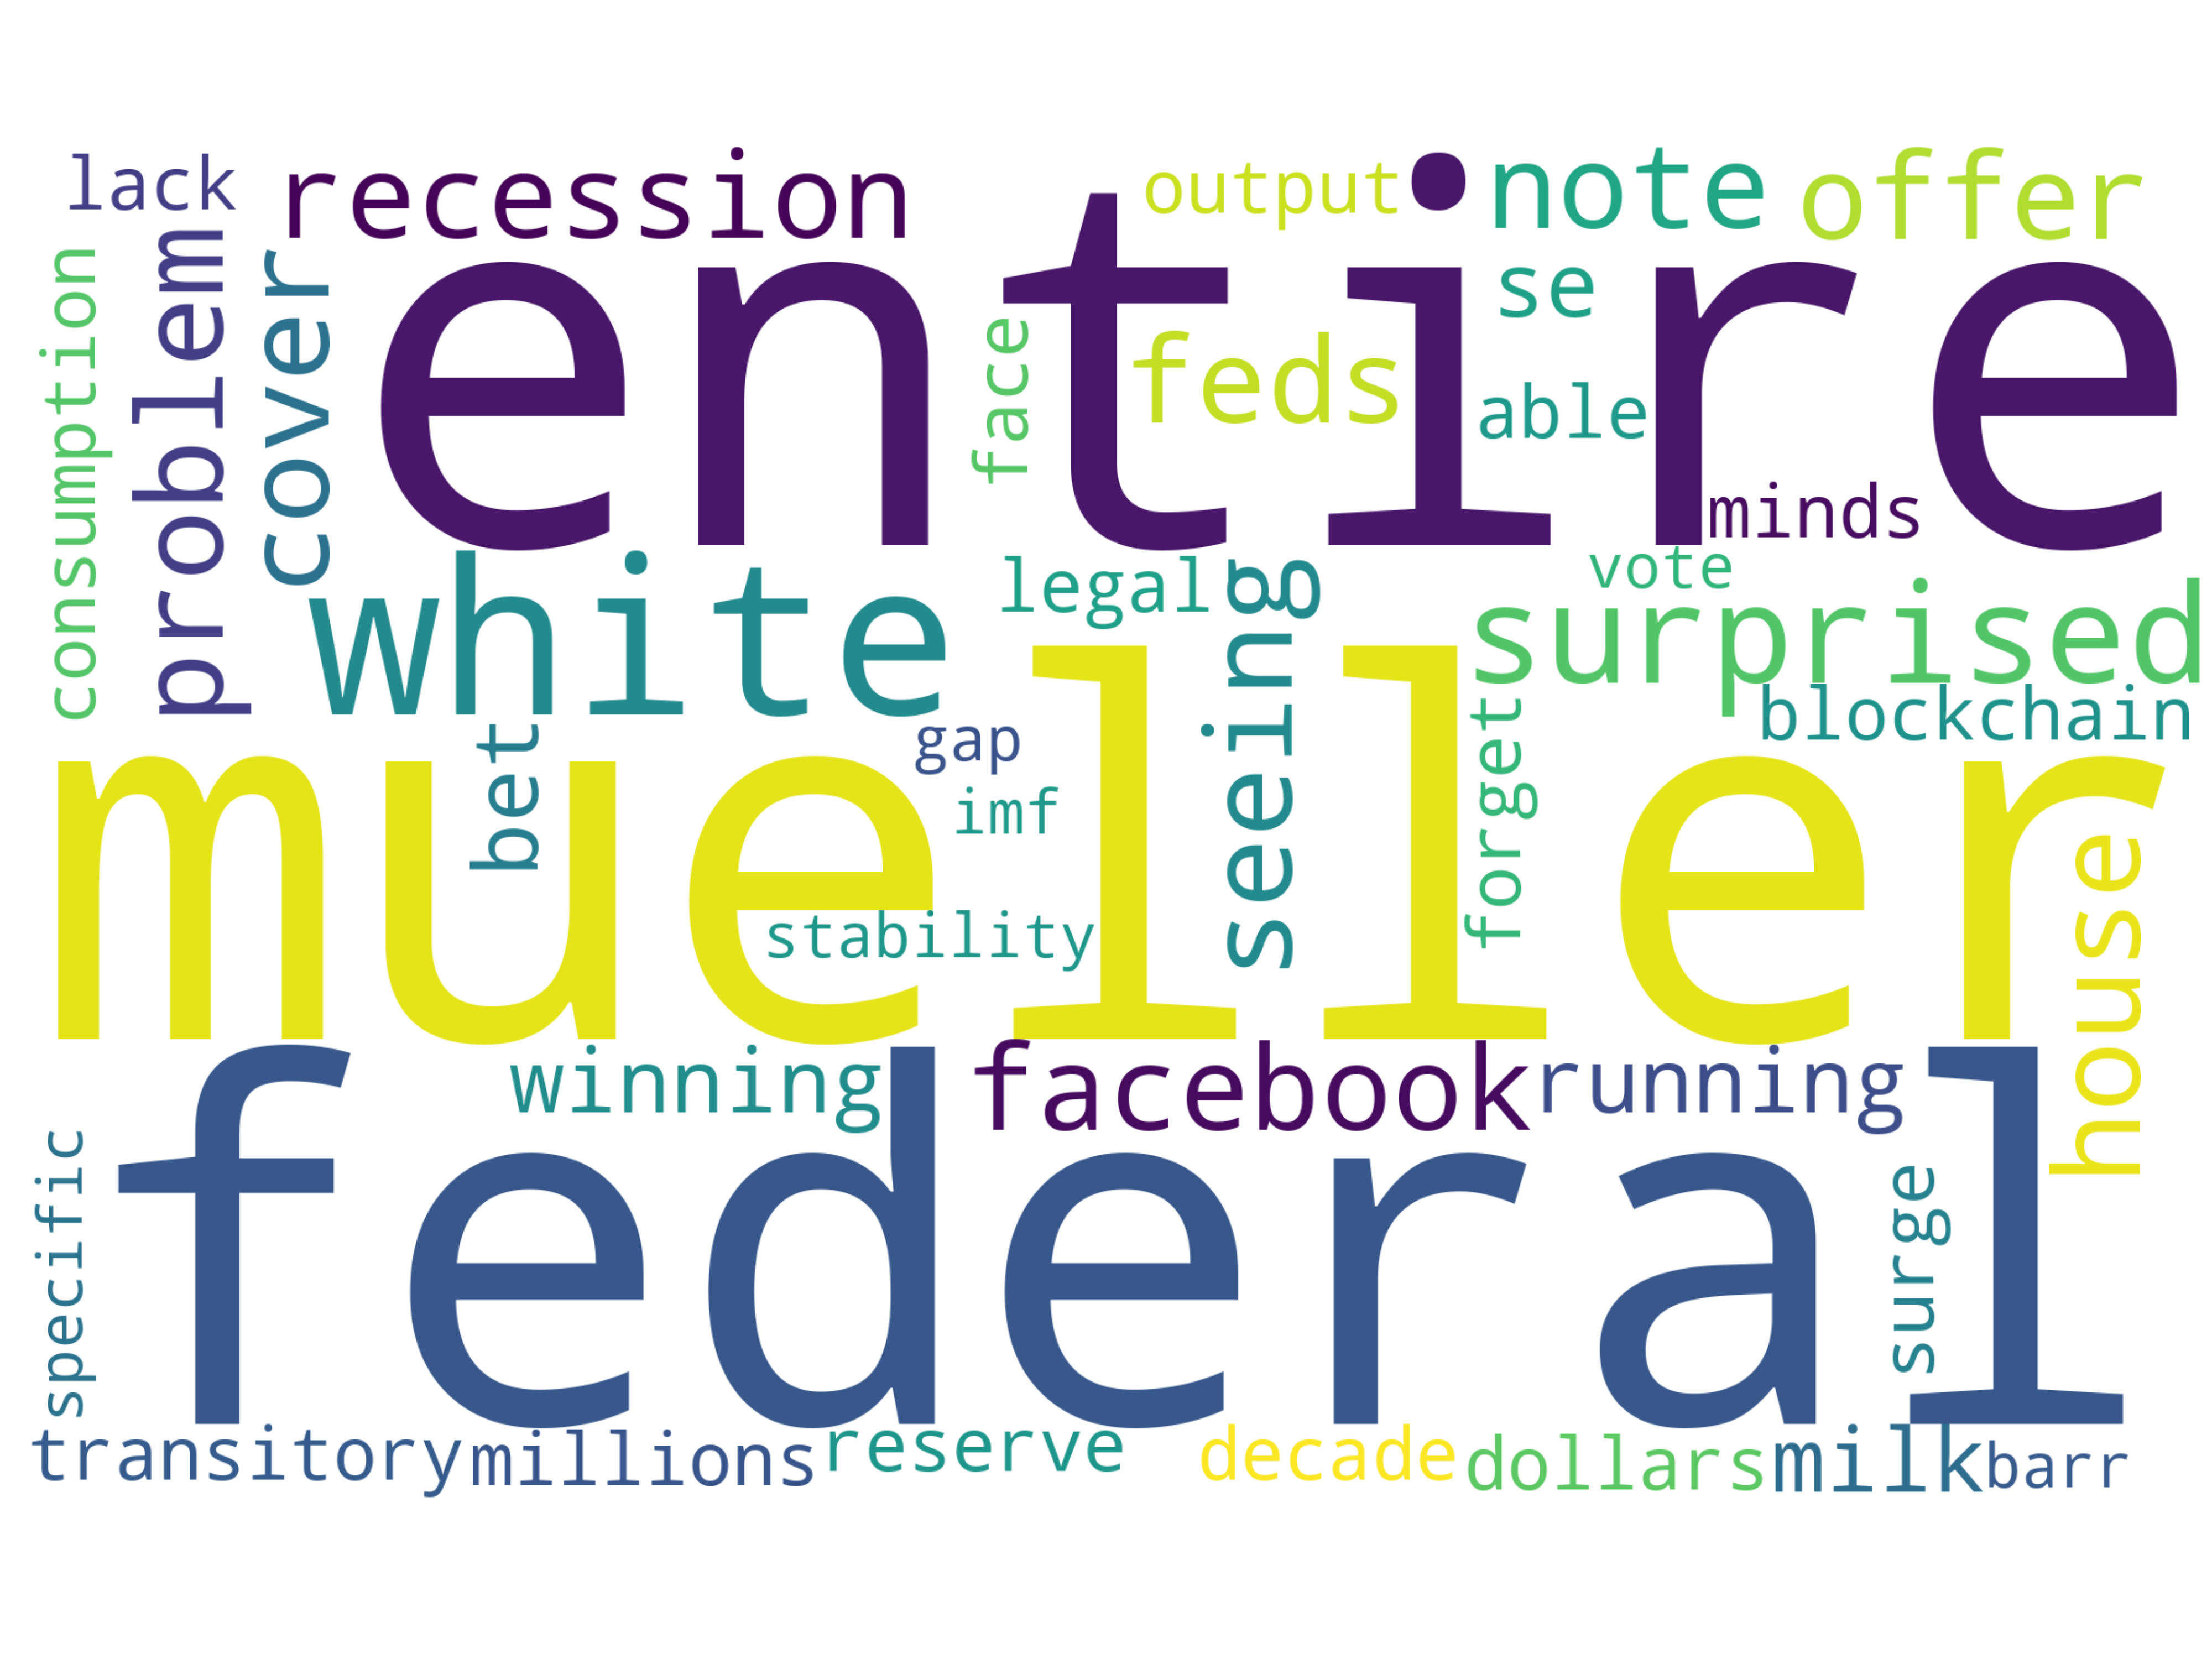 lack
recession
output
note
offer
consumption
problem
cover
entire
face
feds
se
able
minds
white
legal
seeing
vote
surprised
blockchain
bet
gap
imf
forget
mueller
stability
house
winning
facebook
running
specific
federal
surge
transitory
millions
reserve
decade
dollars
milk
barr